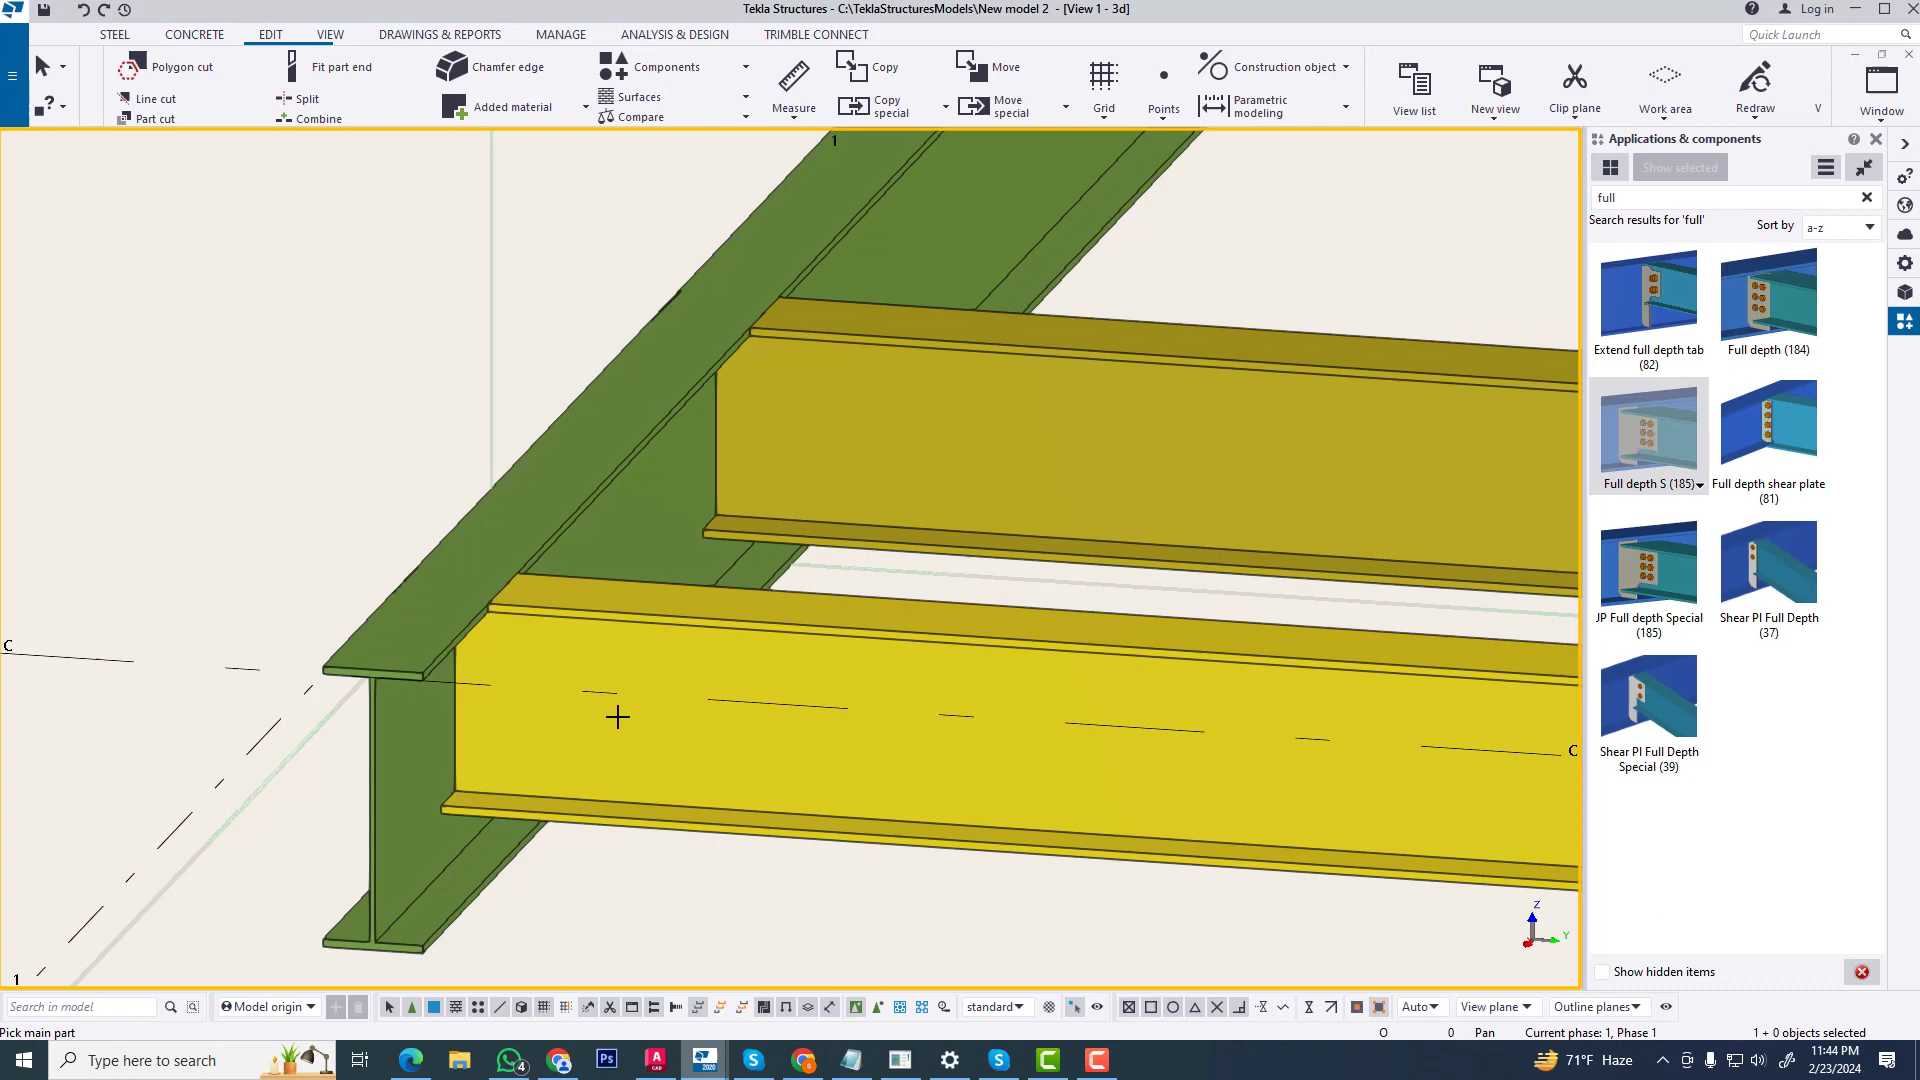 Tekla Structures - C:\TeklaStructuresModels\New model 2 - [View 1 - 3d]
Log in
STEEL CONCRETE EDIT VIEW DRAWINGS & REPORTS MANAGE ANALYSIS & DESIGN TRIMBLE CONNECT
Quick Launch
Polygon cut
Line cut
Part cut
Fit part end
Split
Combine
Chamfer edge
Added material
Components
Surfaces
Compare
Measure
Copy
Copy special
Move
Move special
Grid
Points
Construction object
Parametric modeling
View list
New view
Clip plane
Work area
Redraw
V
Window
Applications & components
Show selected
full
Search results for 'full'
Sort by
a-z
Extend full depth tab (82)
Full depth (184)
Full depth S (185)
Full depth shear plate (81)
JP Full depth Special (185)
Shear Pl Full Depth (37)
Shear Pl Full Depth Special (39)
Show hidden items
1
C
C
1
Z
Y
Search in model
Model origin
standard
Auto
View plane
Outline planes
Pick main part
O
0
Pan
Current phase: 1, Phase 1
1 + 0 objects selected
Type here to search
4
Ps
A
CAD
2020
71°F Haze
11:44 PM
2/23/2024